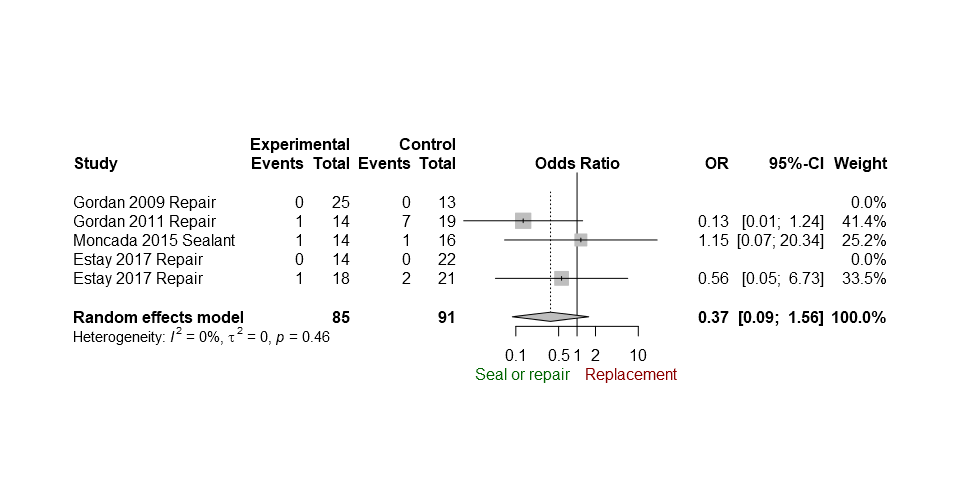 Experimental Control
Study Events Total Events Total Odds Ratio OR 95%-CI Weight
Gordan 2009 Repair 0 25 0 13 0.0%
Gordan 2011 Repair 1 14 7 19 0.13 [0.01; 1.24] 41.4%
Moncada 2015 Sealant 1 14 1 16 1.15 [0.07; 20.34] 25.2%
Estay 2017 Repair 0 14 0 22 0.0%
Estay 2017 Repair 1 18 2 21 0.56 [0.05; 6.73] 33.5%
Random effects model 85 91 0.37 [0.09; 1.56] 100.0%
Heterogeneity: I² = 0%, τ² = 0, p = 0.46
0.1 0.5 1 2 10
Seal or repair Replacement